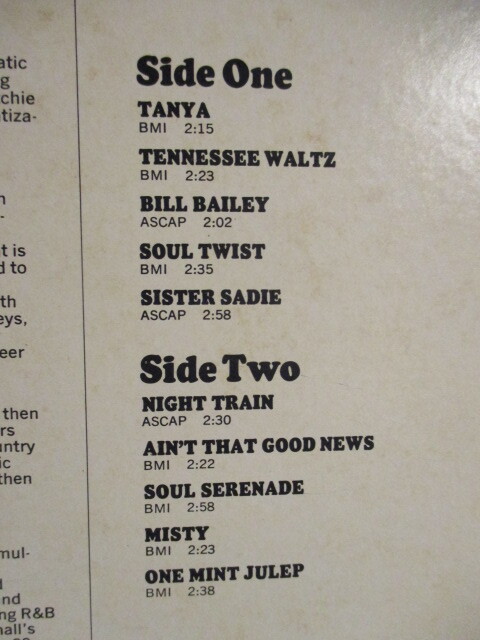 atic
g
chie
tiza-
t is
d to
th
eys,
eer
then
rs
untry
ic
then
mul-
nd
ng R&B
nall's
Side One
TANYA
BMI 2:15
TENNESSEE WALTZ
BMI 2:23
BILL BAILEY
ASCAP 2:02
SOUL TWIST
BMI 2:35
SISTER SADIE
ASCAP 2:58
Side Two
NIGHT TRAIN
ASCAP 2:30
AIN'T THAT GOOD NEWS
BMI 2:22
SOUL SERENADE
BMI 2:58
MISTY
BMI 2:23
ONE MINT JULEP
BMI 2:38